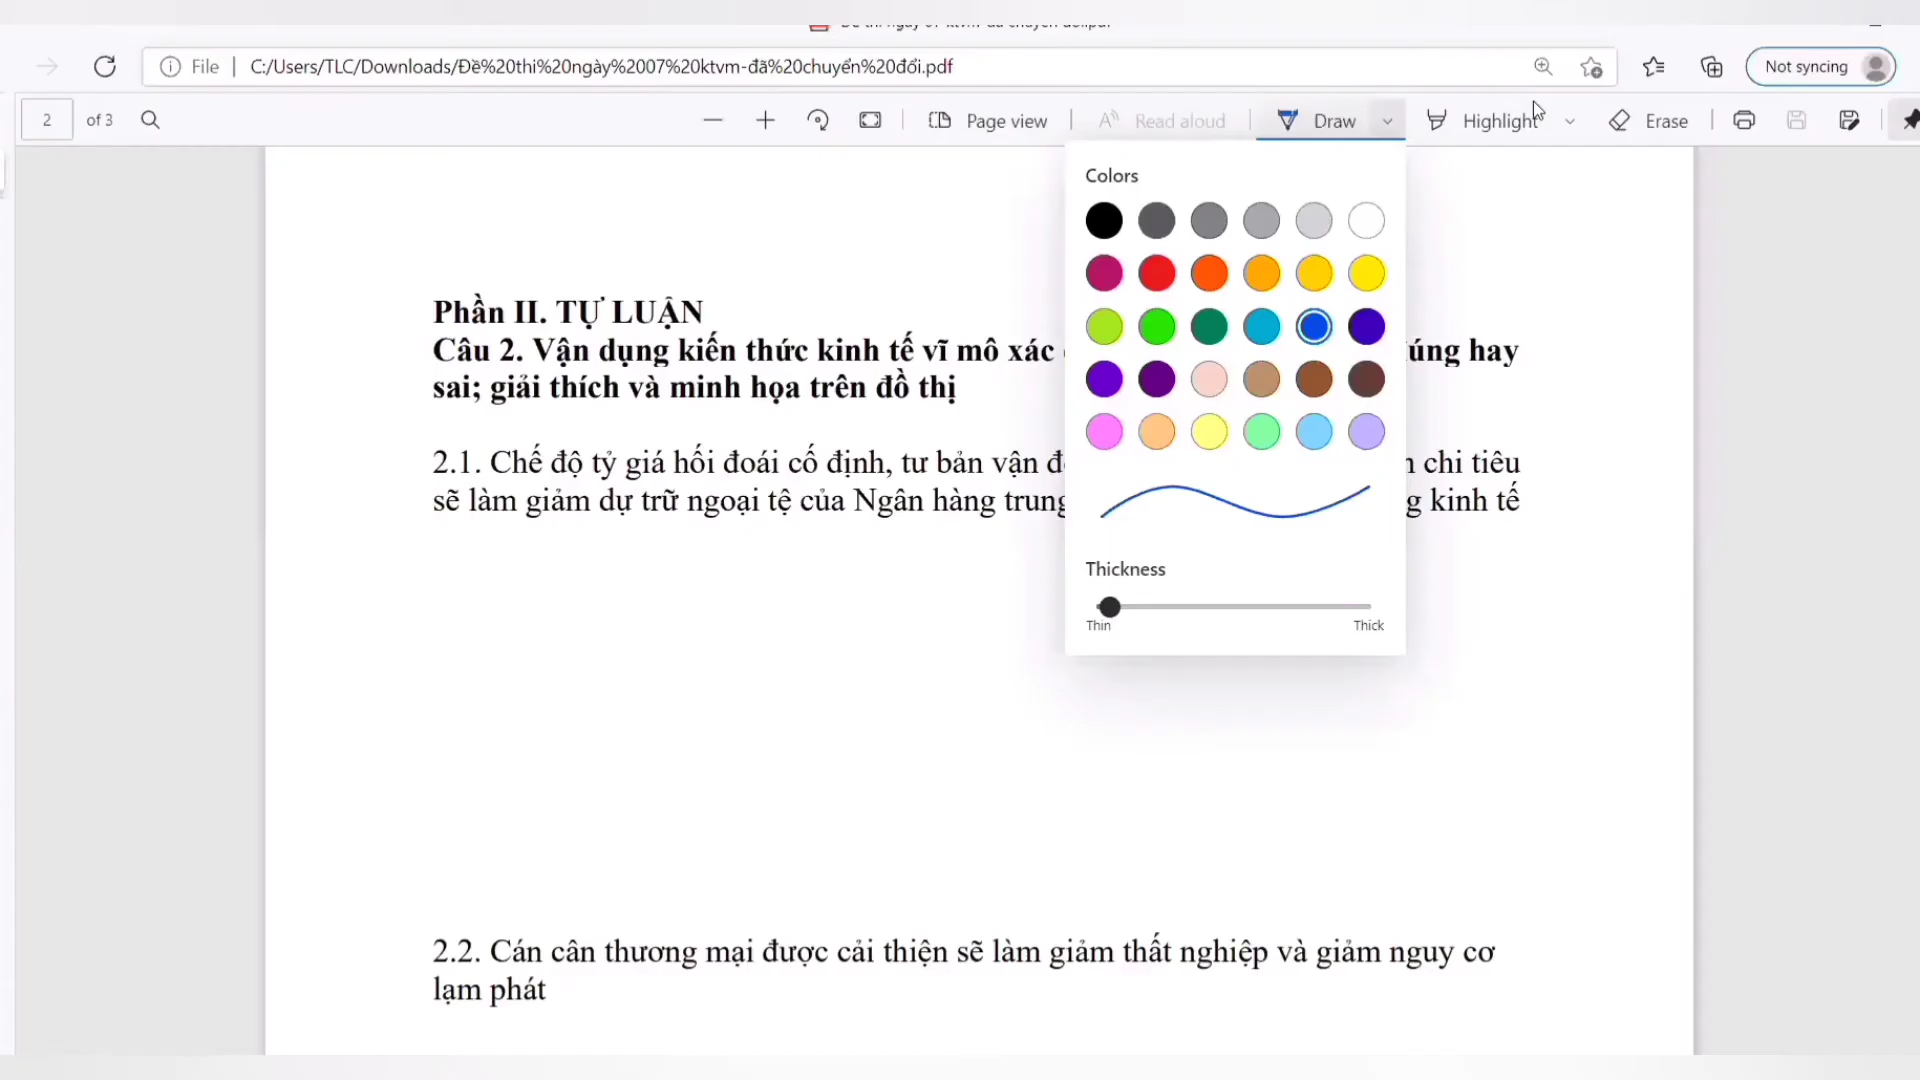 File C:/Users/TLC/Downloads/Đề%20thi%20ngày%2007%20ktvm-đã%20chuyển%20đổi.pdf
Not syncing
2 of 3
Page view
Read aloud
Draw
Highlight
Erase
Colors
Phần II. TỰ LUẬN
Câu 2. Vận dụng kiến thức kinh tế vĩ mô xác úng hay
sai; giải thích và minh họa trên đồ thị
2.1. Chế độ tỷ giá hối đoái cố định, tư bản vận chi tiêu
sẽ làm giảm dự trữ ngoại tệ của Ngân hàng trung g kinh tế
Thickness
Thin
Thick
2.2. Cán cân thương mại được cải thiện sẽ làm giảm thất nghiệp và giảm nguy cơ
lạm phát